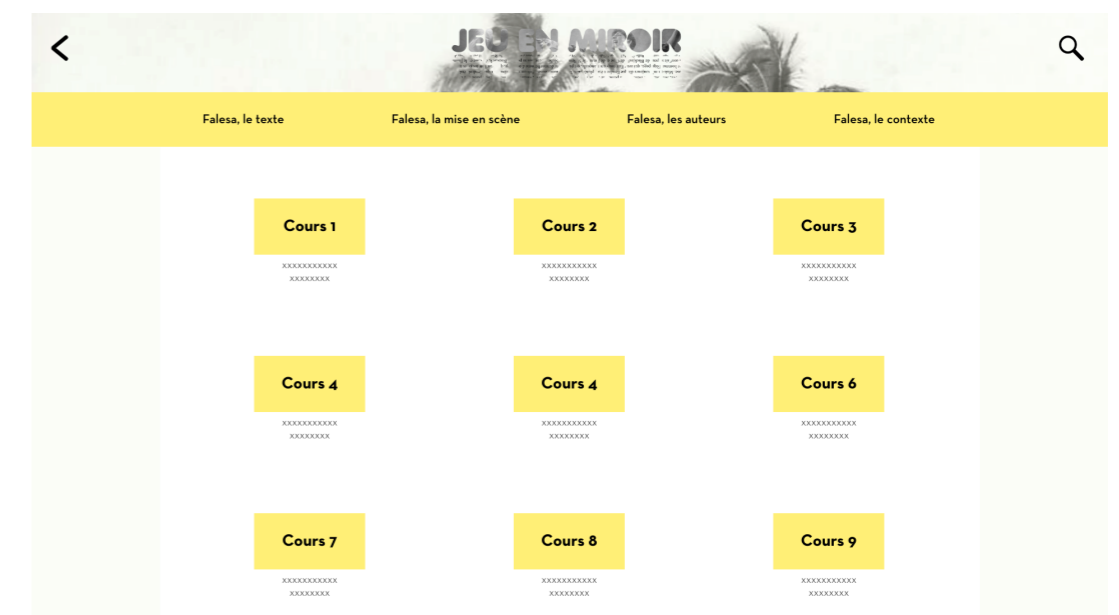 JEU EN MIROIR
Falesa, le texte Falesa, la mise en scène Falesa, les auteurs Falesa, le contexte
Cours 1 Cours 2 Cours 3
xxxxxxxxxxx xxxxxxxxxxx xxxxxxxxxxx
xxxxxxxx xxxxxxxx xxxxxxxx
Cours 4 Cours 4 Cours 6
xxxxxxxxxxx xxxxxxxxxxx xxxxxxxxxxx
xxxxxxxx xxxxxxxx xxxxxxxx
Cours 7 Cours 8 Cours 9
xxxxxxxxxxx xxxxxxxxxxx xxxxxxxxxxx
xxxxxxxx xxxxxxxx xxxxxxxx